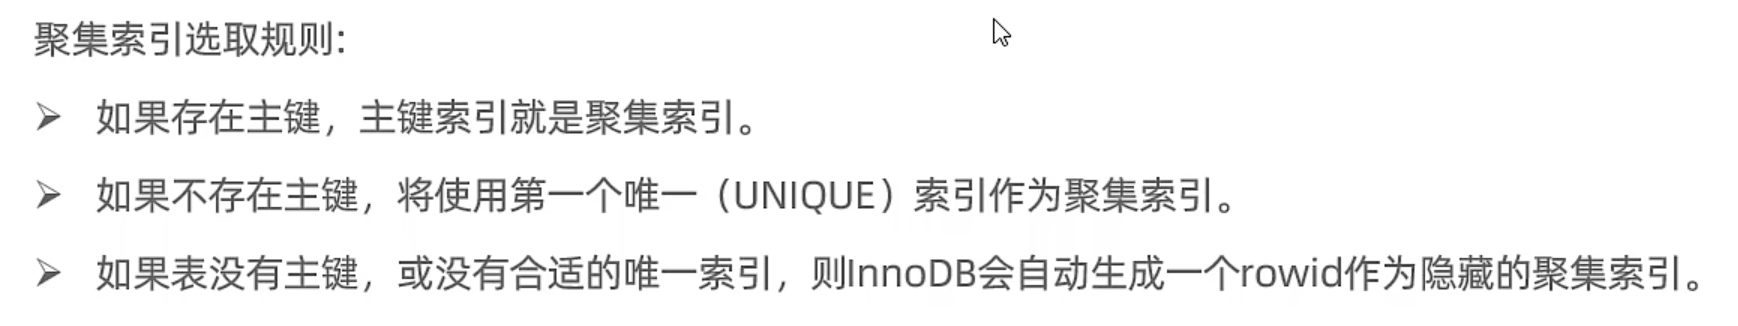 聚集索引选取规则:
➢ 如果存在主键，主键索引就是聚集索引。
➢ 如果不存在主键，将使用第一个唯一（UNIQUE）索引作为聚集索引。
➢ 如果表没有主键，或没有合适的唯一索引，则InnoDB会自动生成一个rowid作为隐藏的聚集索引。